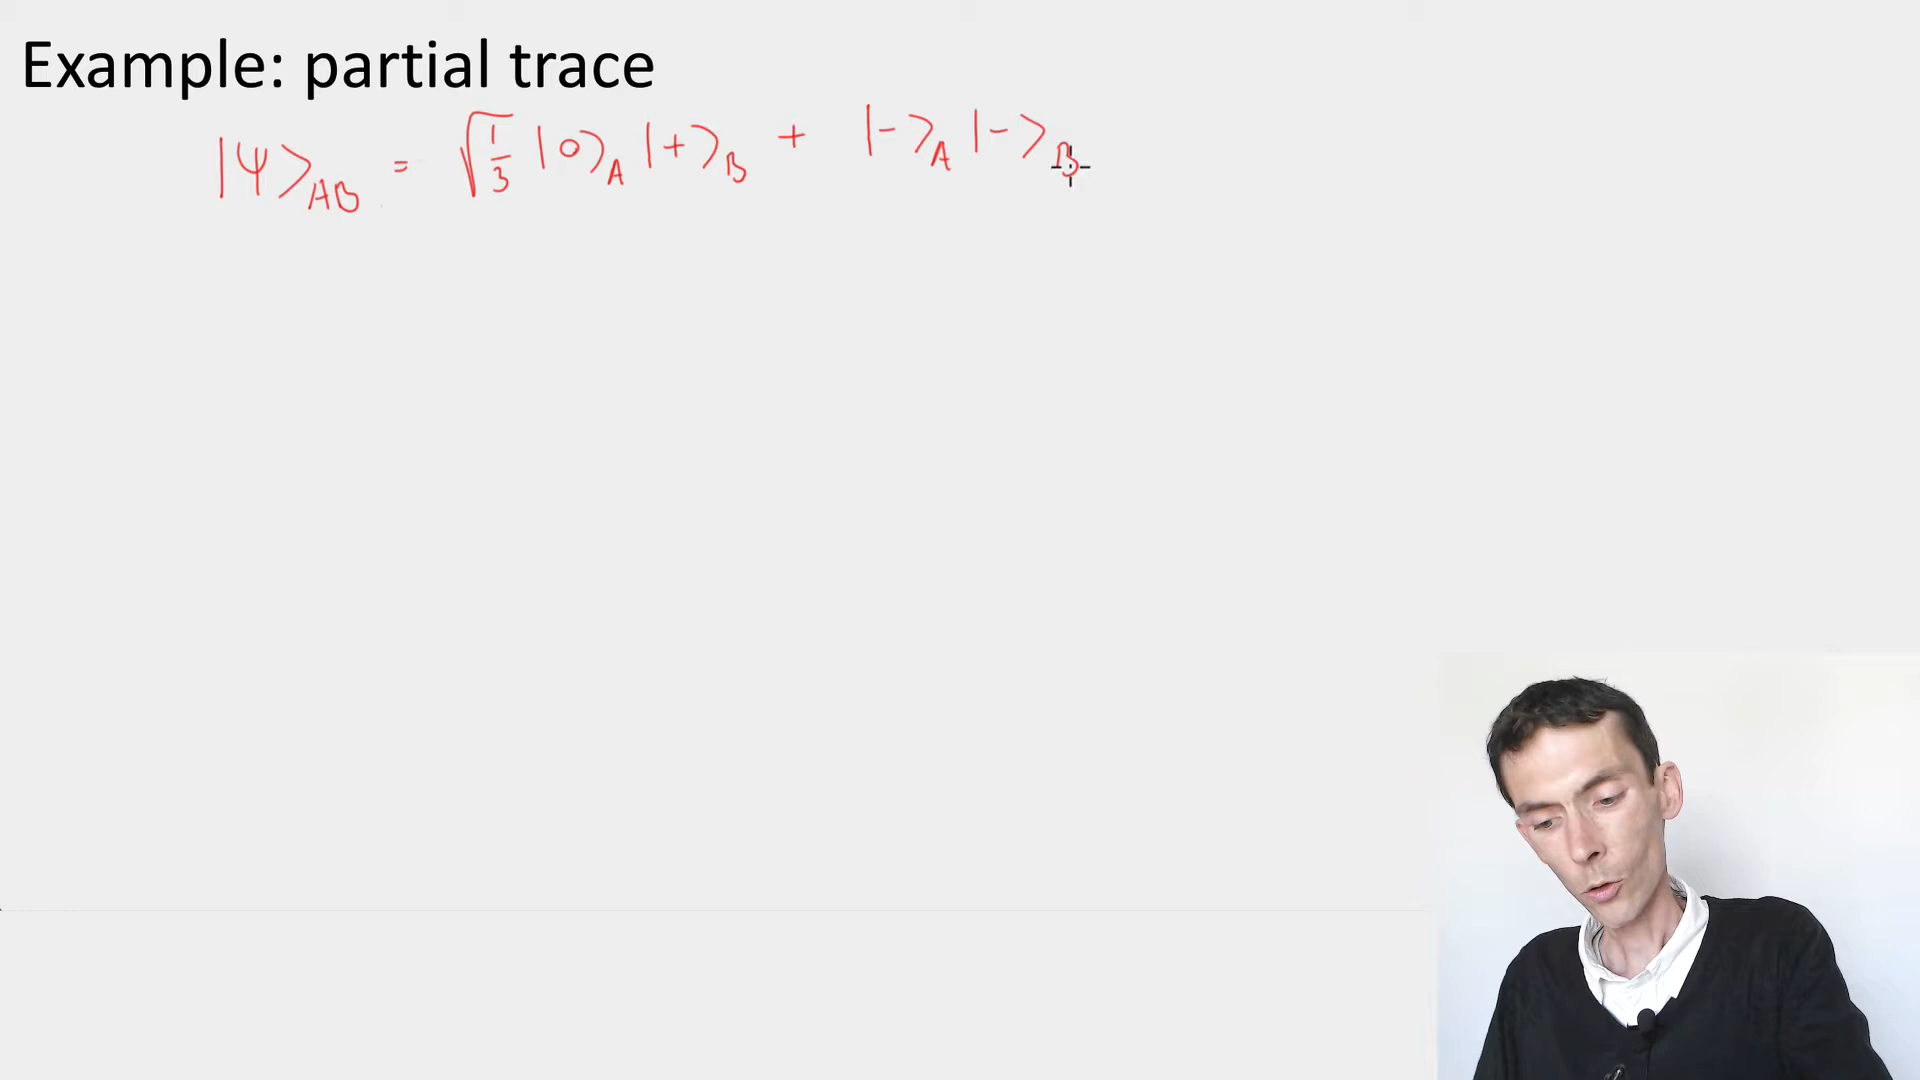 Example: partial trace
|Ψ⟩_AB = √(1/3) |0⟩_A |+⟩_B + |−⟩_A |−⟩_B